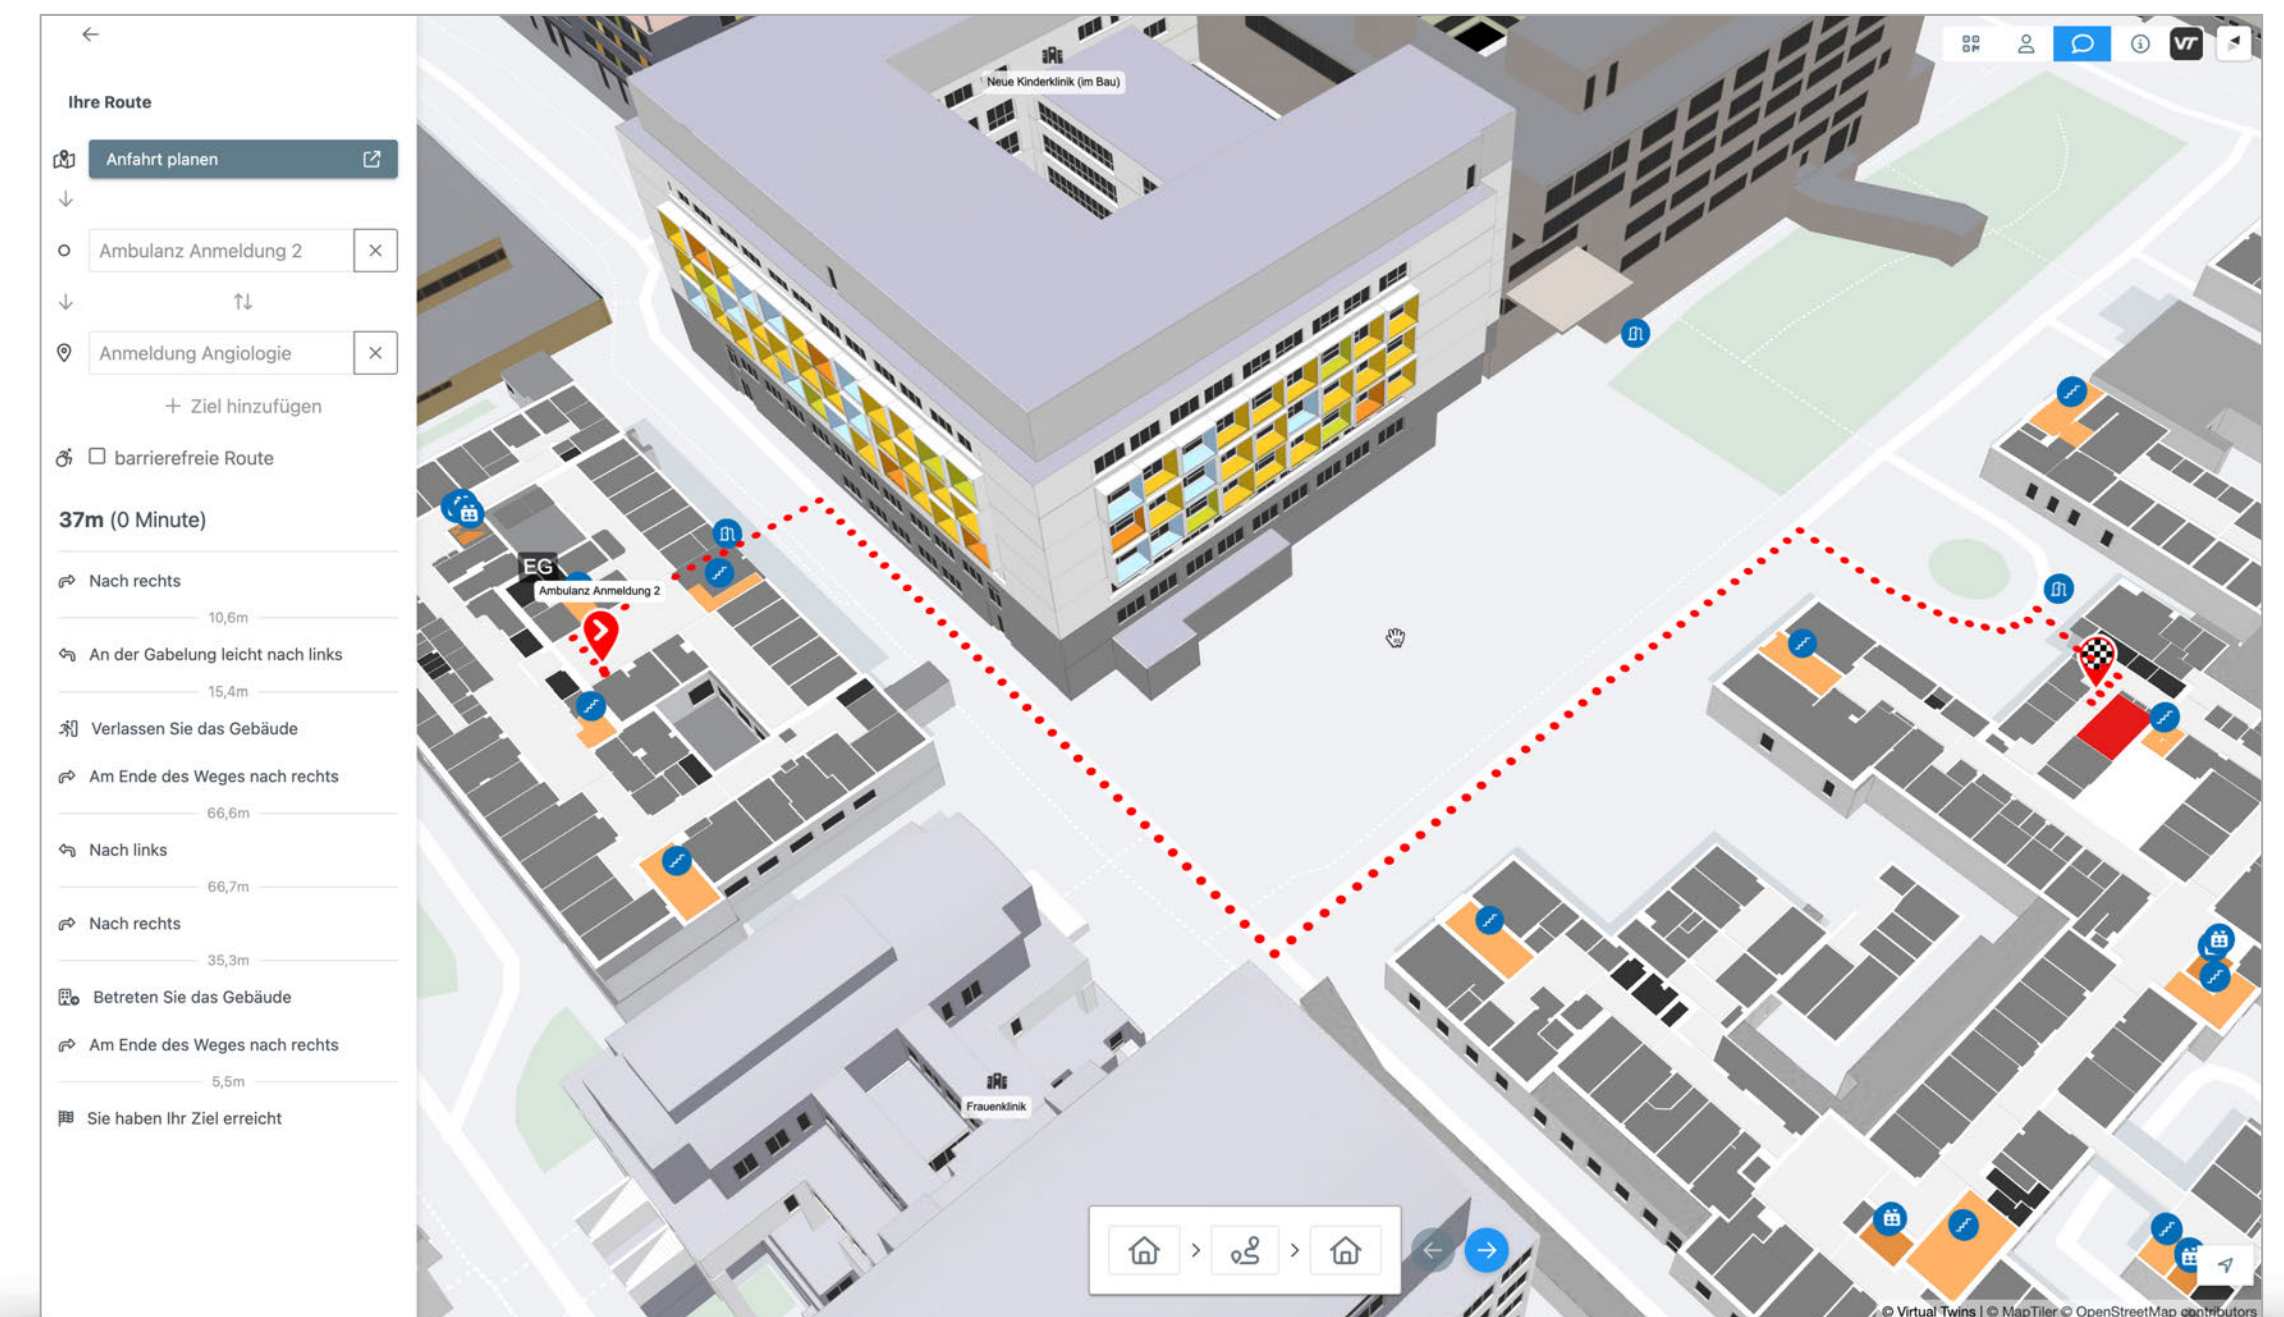 Ihre Route
Anfahrt planen
Ambulanz Anmeldung 2
Anmeldung Angiologie
+ Ziel hinzufügen
barrierefreie Route
37m (0 Minute)
Nach rechts
10,6m
An der Gabelung leicht nach links
15,4m
Verlassen Sie das Gebäude
Am Ende des Weges nach rechts
66,6m
Nach links
66,7m
Nach rechts
35,3m
Betreten Sie das Gebäude
Am Ende des Weges nach rechts
5,5m
Sie haben Ihr Ziel erreicht
Neue Kinderklinik (im Bau)
VT
EG
Ambulanz Anmeldung 2
Frauenklinik
© Virtual Twins | © MapTiler © OpenStreetMap contributors